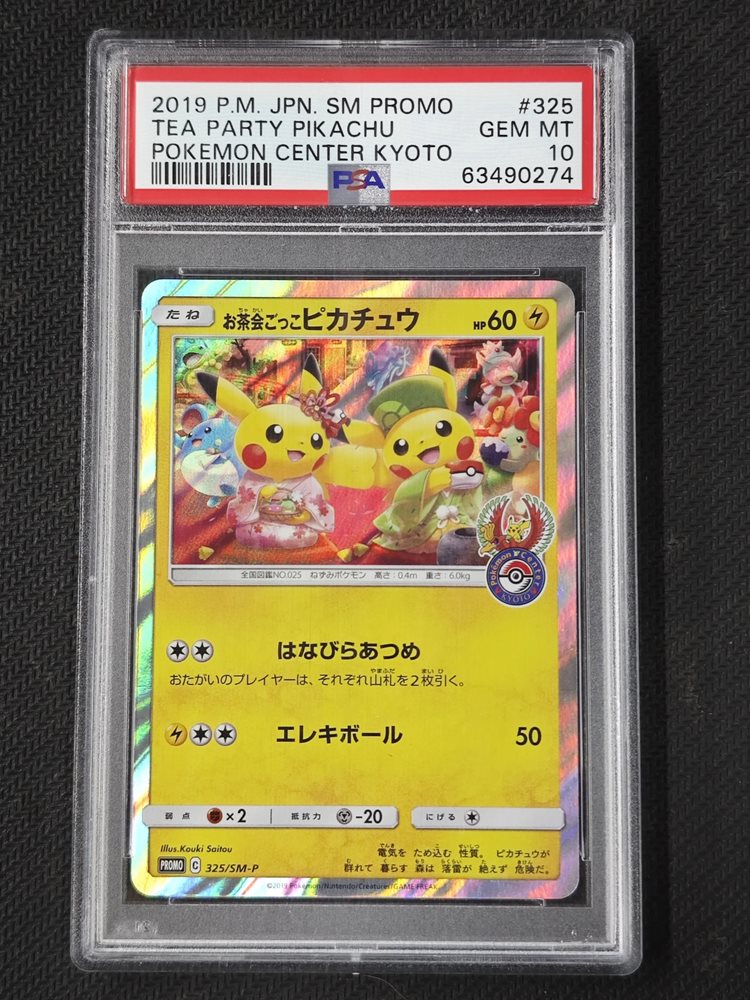 2019 P.M. JPN. SM PROMO #325
TEA PARTY PIKACHU GEM MT
POKEMON CENTER KYOTO 10
PSA 63490274
たね お茶会ごっこピカチュウ HP60
Pokémon Center
KYOTO
全国図鑑NO.025 ねずみポケモン 高さ:0.4m 重さ:6.0kg
はなびらあつめ
おたがいのプレイヤーは、それぞれ山札を2枚引く。
エレキボール 50
弱点 ×2 抵抗力 -20 にげる
Illus.Kouki Saitou
電気を ため込む 性質。 ピカチュウが
群れて 暮らす 森は 落雷が 絶えず 危険だ。
PROMO C 325/SM-P
©2019 Pokémon/Nintendo/Creatures/GAME FREAK.